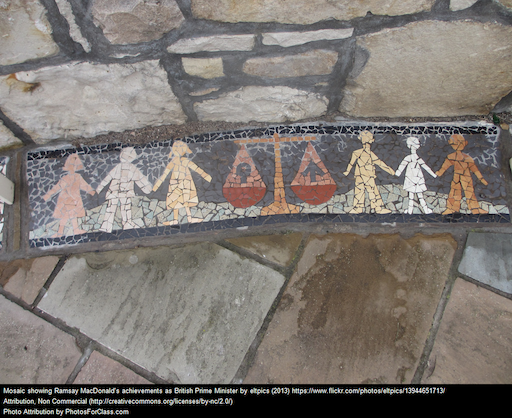 Mosaic showing Ramsay MacDonald's achievements as British Prime Minister by eltpics (2013) https://www.flickr.com/photos/eltpics/13944651713/
Attribution, Non Commercial (http://creativecommons.org/licenses/by-nc/2.0/)
Photo Attribution by PhotosForClass.com